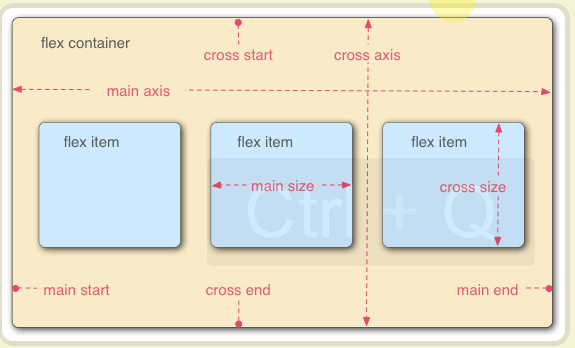 flex container
cross start
cross axis
main axis
flex item
flex item
flex item
main size
cross size
Ctrl + Q
main start
cross end
main end